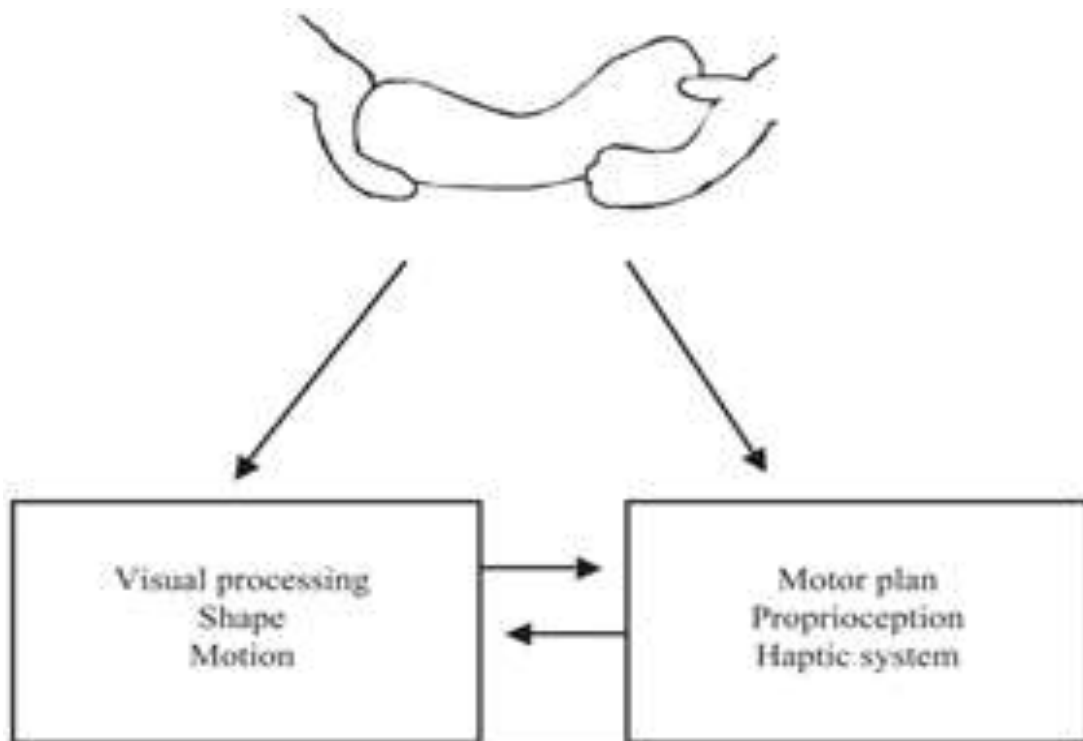 Visual processing
Shape
Motion
Motor plan
Proprioception
Haptic system